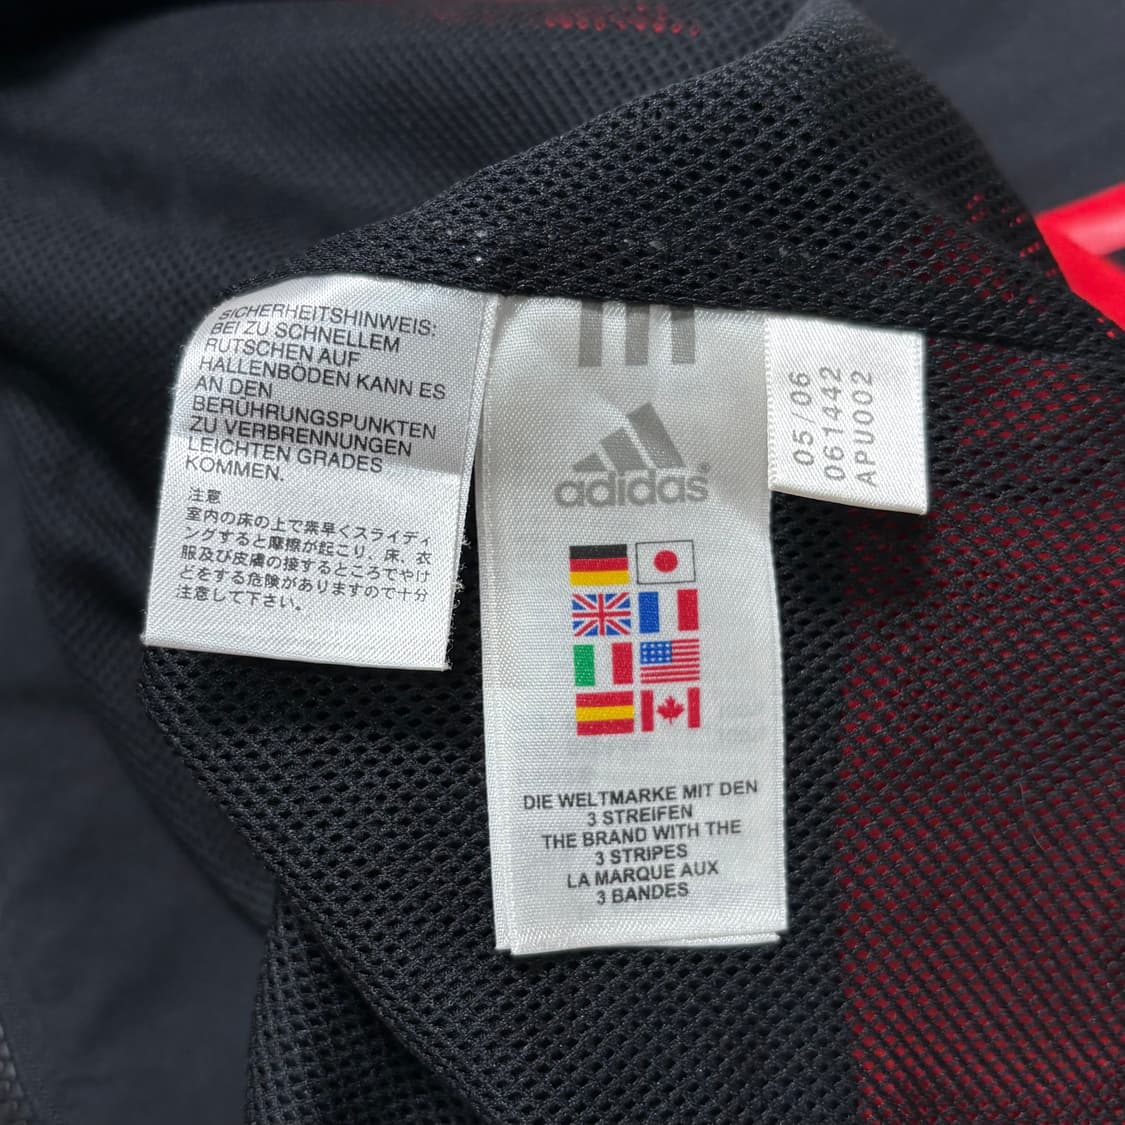 SICHERHEITSHINWEIS:
BEI ZU SCHNELLEM
RUTSCHEN AUF
HALLENBÖDEN KANN ES
AN DEN
BERÜHRUNGSPUNKTEN
ZU VERBRENNUNGEN
LEICHTEN GRADES
KOMMEN.
注意
室内の床の上で素早くスライディ
ングすると摩擦が起こり、床、衣
服及び皮膚の接するところでやけ
どをする危険がありますので十分
注意して下さい。
adidas®
DIE WELTMARKE MIT DEN
3 STREIFEN
THE BRAND WITH THE
3 STRIPES
LA MARQUE AUX
3 BANDES
05/06
061442
APU002